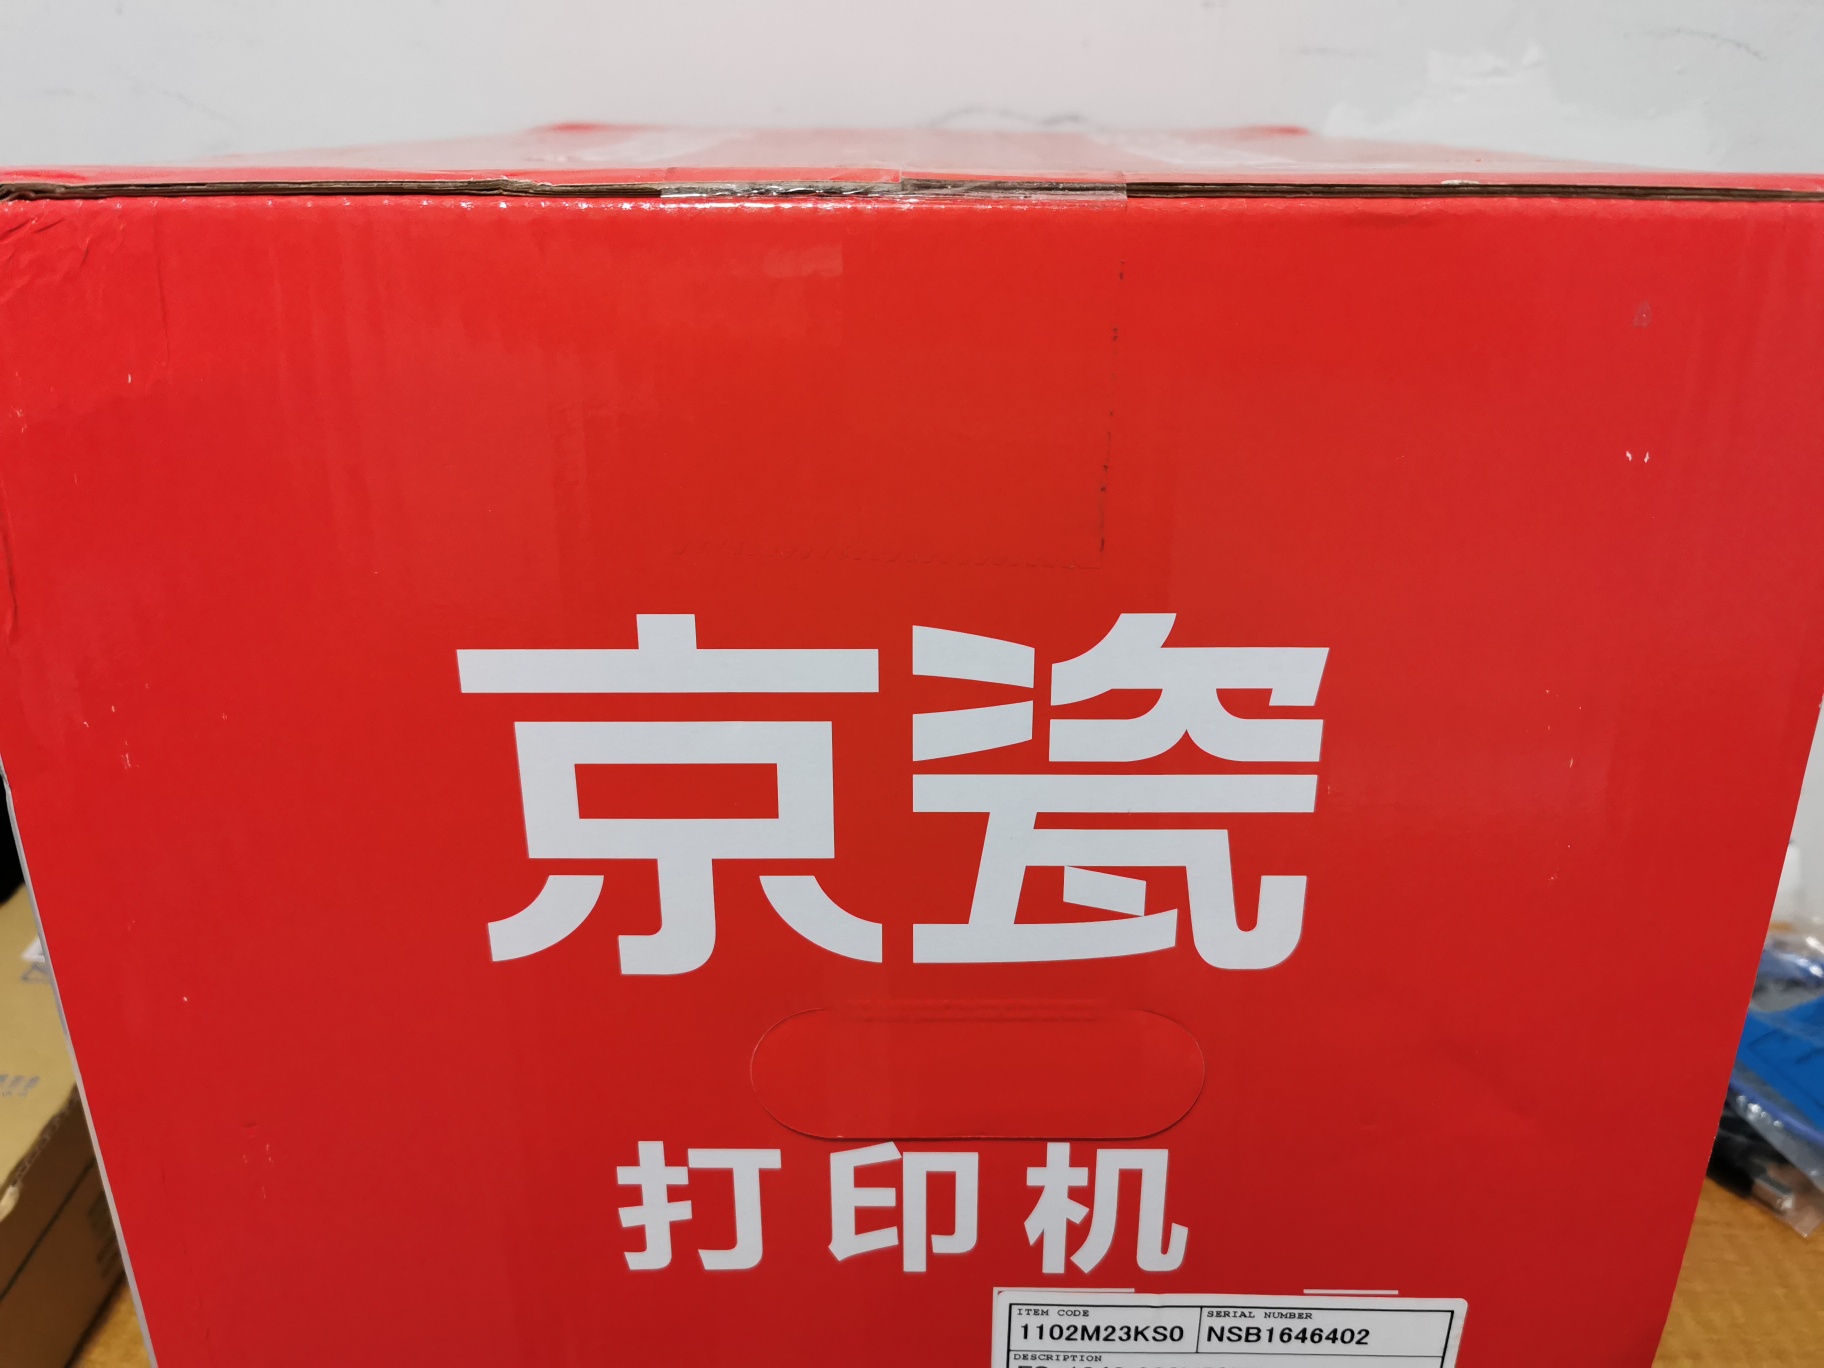 京瓷
打印机
ITEM CODE
SERIAL NUMBER
1102M23KS0
NSB1646402
DESCRIPTION